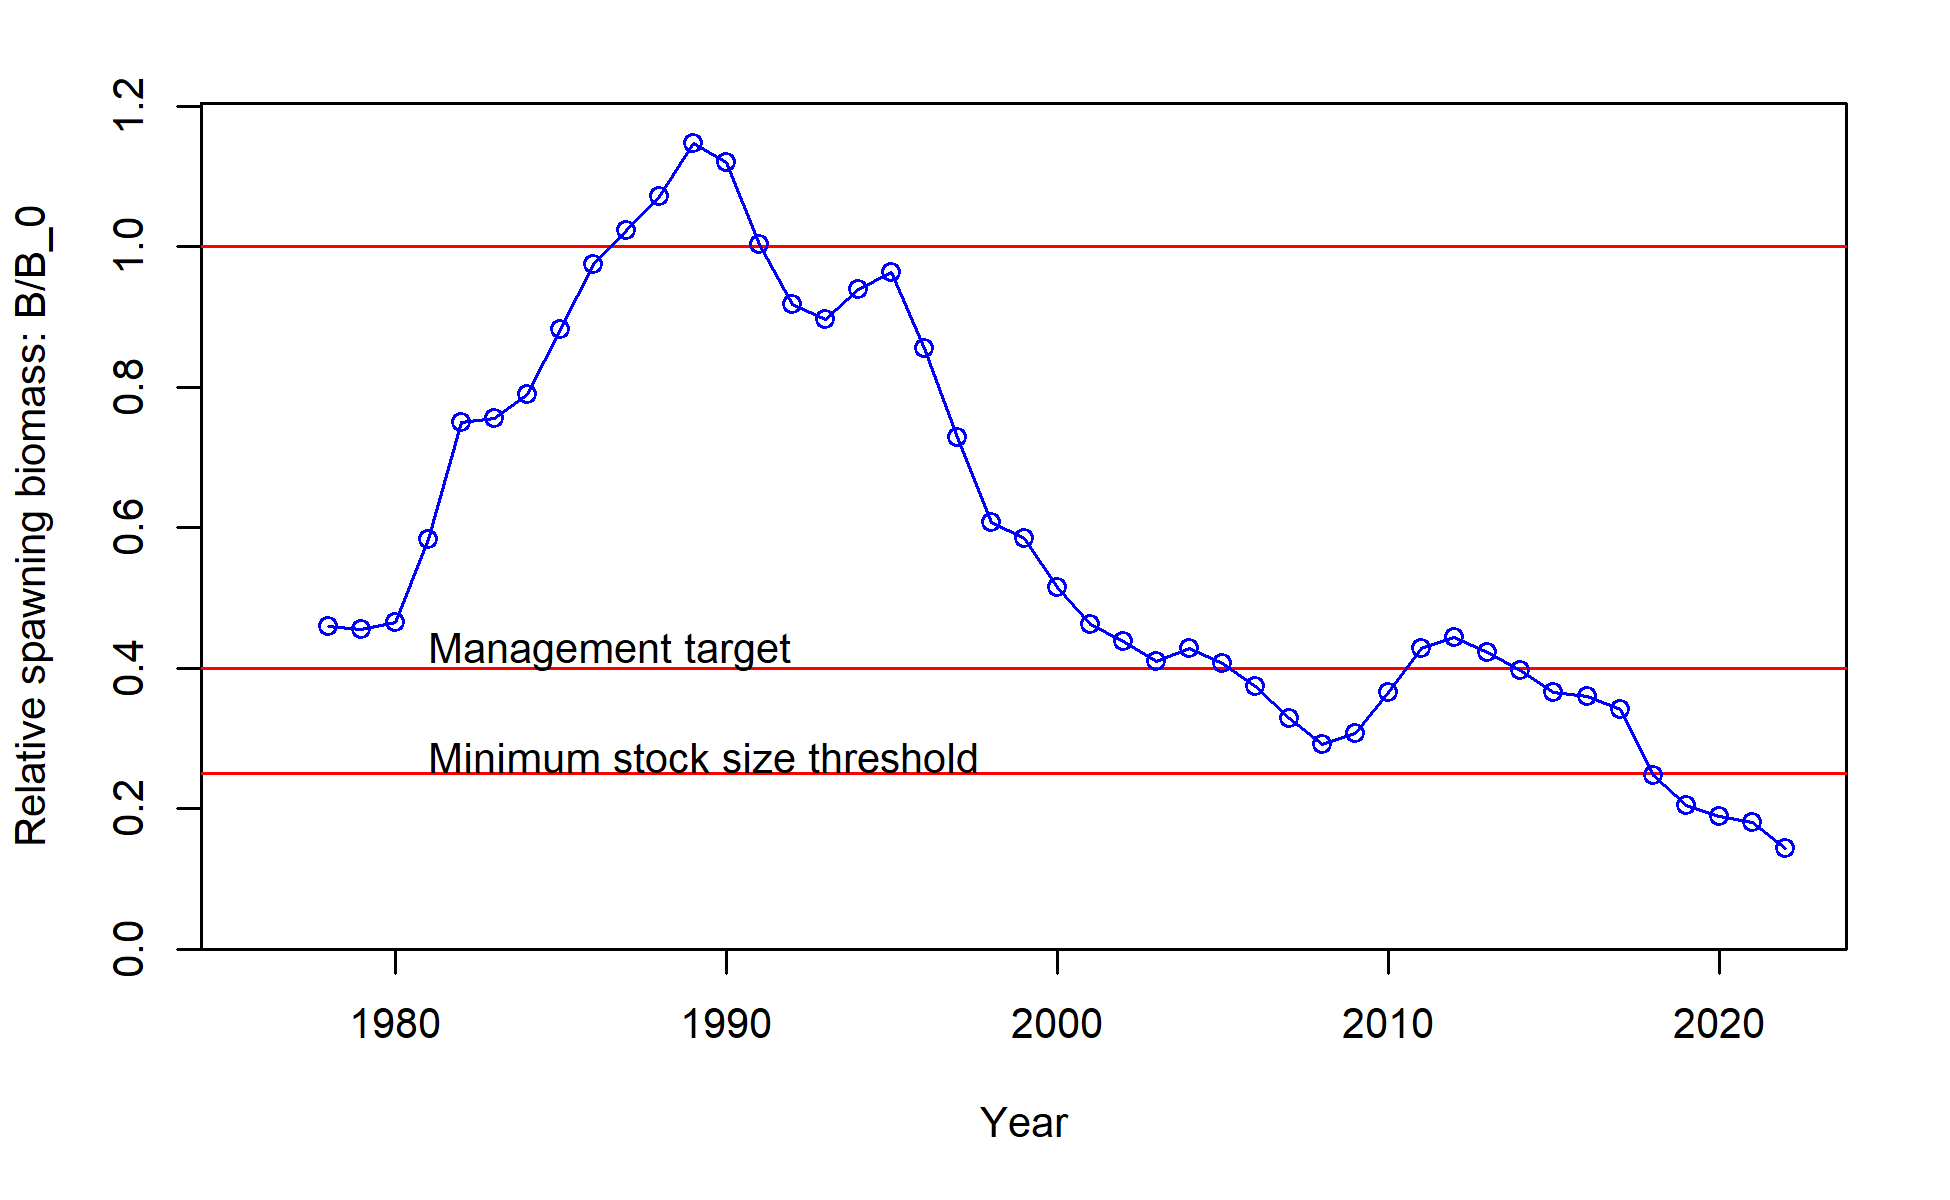 Relative spawning biomass: B/B_0
1.2
1.0
0.8
0.6
0.4
0.2
0.0
Management target
Minimum stock size threshold
1980 1990 2000 2010 2020
Year